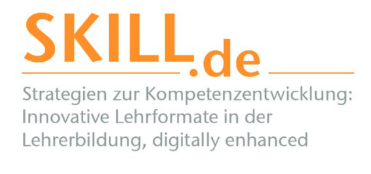 SKILL.de
Strategien zur Kompetenzentwicklung:
Innovative Lehrformate in der
Lehrerbildung, digitally enhanced